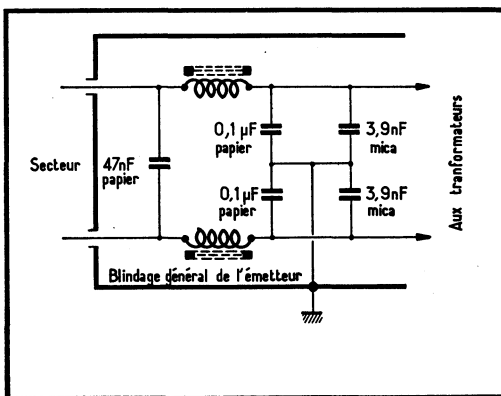 0,1 µF
papier
3,9nF
mica
Secteur
47nF
papier
0,1 µF
papier
3,9nF
mica
Aux tranformateurs
Blindage général de l'émetteur